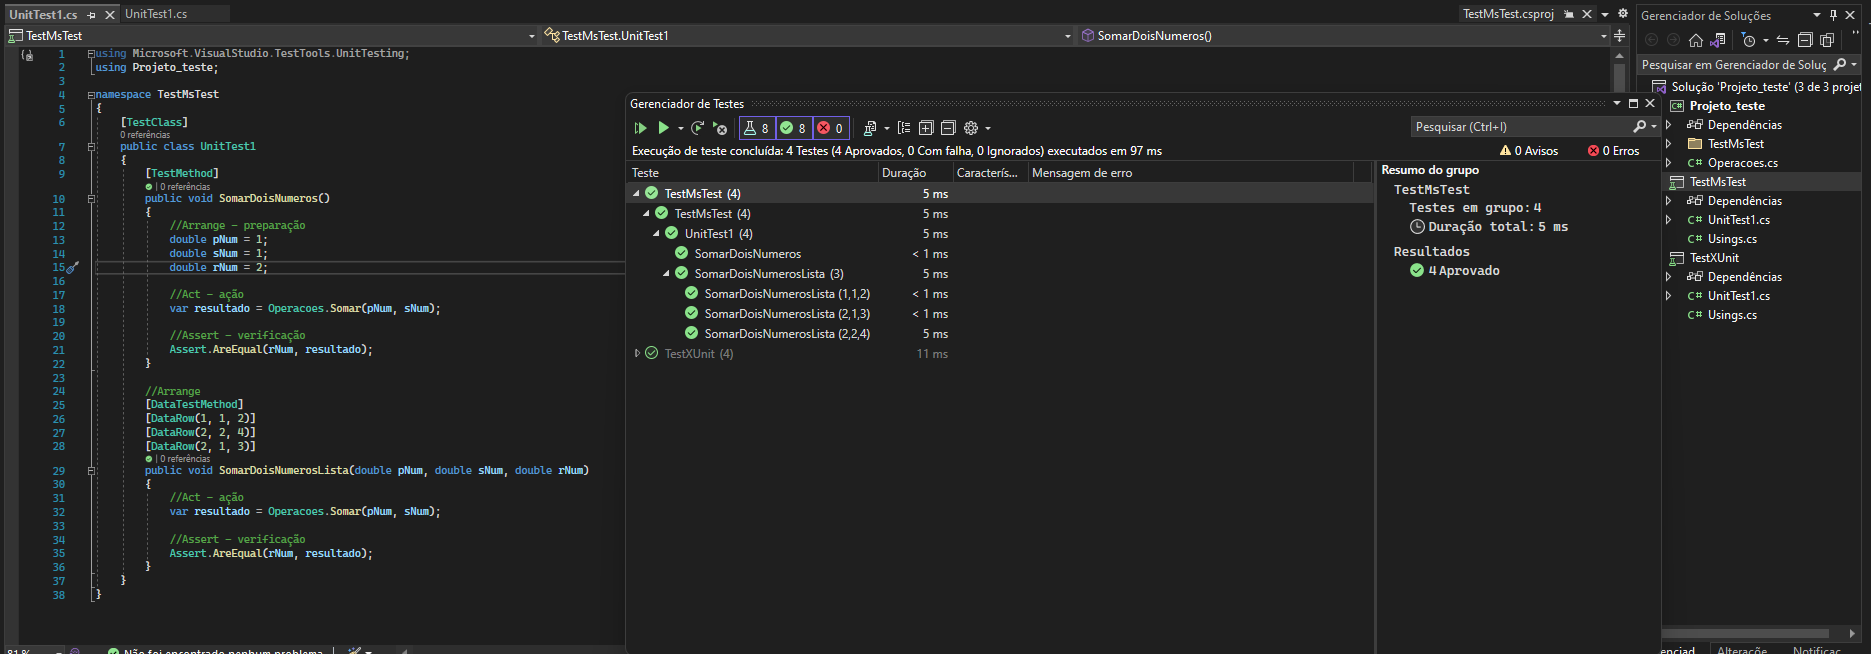 UnitTest1.cs
UnitTest1.cs
TestMsTest.csproj
TestMsTest
TestMsTest.UnitTest1
SomarDoisNumeros()
1 using Microsoft.VisualStudio.TestTools.UnitTesting;
2 using Projeto_teste;
3
4 namespace TestMsTest
5 {
6 [TestClass]
0 referências
7 public class UnitTest1
8 {
9 [TestMethod]
| 0 referências
10 public void SomarDoisNumeros()
11 {
12 //Arrange - preparação
13 double pNum = 1;
14 double sNum = 1;
15 double rNum = 2;
16
17 //Act - ação
18 var resultado = Operacoes.Somar(pNum, sNum);
19
20 //Assert - verificação
21 Assert.AreEqual(rNum, resultado);
22 }
23
24 //Arrange
25 [DataTestMethod]
26 [DataRow(1, 1, 2)]
27 [DataRow(2, 2, 4)]
28 [DataRow(2, 1, 3)]
| 0 referências
29 public void SomarDoisNumerosLista(double pNum, double sNum, double rNum)
30 {
31 //Act - ação
32 var resultado = Operacoes.Somar(pNum, sNum);
33
34 //Assert - verificação
35 Assert.AreEqual(rNum, resultado);
36 }
37 }
38 }
81 %
Não foi encontrado nenhum problema
Gerenciador de Testes
8 8 0
Pesquisar (Ctrl+I)
Execução de teste concluída: 4 Testes (4 Aprovados, 0 Com falha, 0 Ignorados) executados em 97 ms
0 Avisos
0 Erros
Teste Duração Caracterís... Mensagem de erro
TestMsTest (4) 5 ms
TestMsTest (4) 5 ms
UnitTest1 (4) 5 ms
SomarDoisNumeros < 1 ms
SomarDoisNumerosLista (3) 5 ms
SomarDoisNumerosLista (1,1,2) < 1 ms
SomarDoisNumerosLista (2,1,3) < 1 ms
SomarDoisNumerosLista (2,2,4) 5 ms
TestXUnit (4) 11 ms
Resumo do grupo
TestMsTest
Testes em grupo: 4
Duração total: 5 ms
Resultados
4 Aprovado
Gerenciador de Soluções
Pesquisar em Gerenciador de Soluç
Solução 'Projeto_teste' (3 de 3 projet
C# Projeto_teste
Dependências
TestMsTest
C# Operacoes.cs
TestMsTest
Dependências
C# UnitTest1.cs
C# Usings.cs
TestXUnit
Dependências
C# UnitTest1.cs
C# Usings.cs
enciad Alterações Notificaç